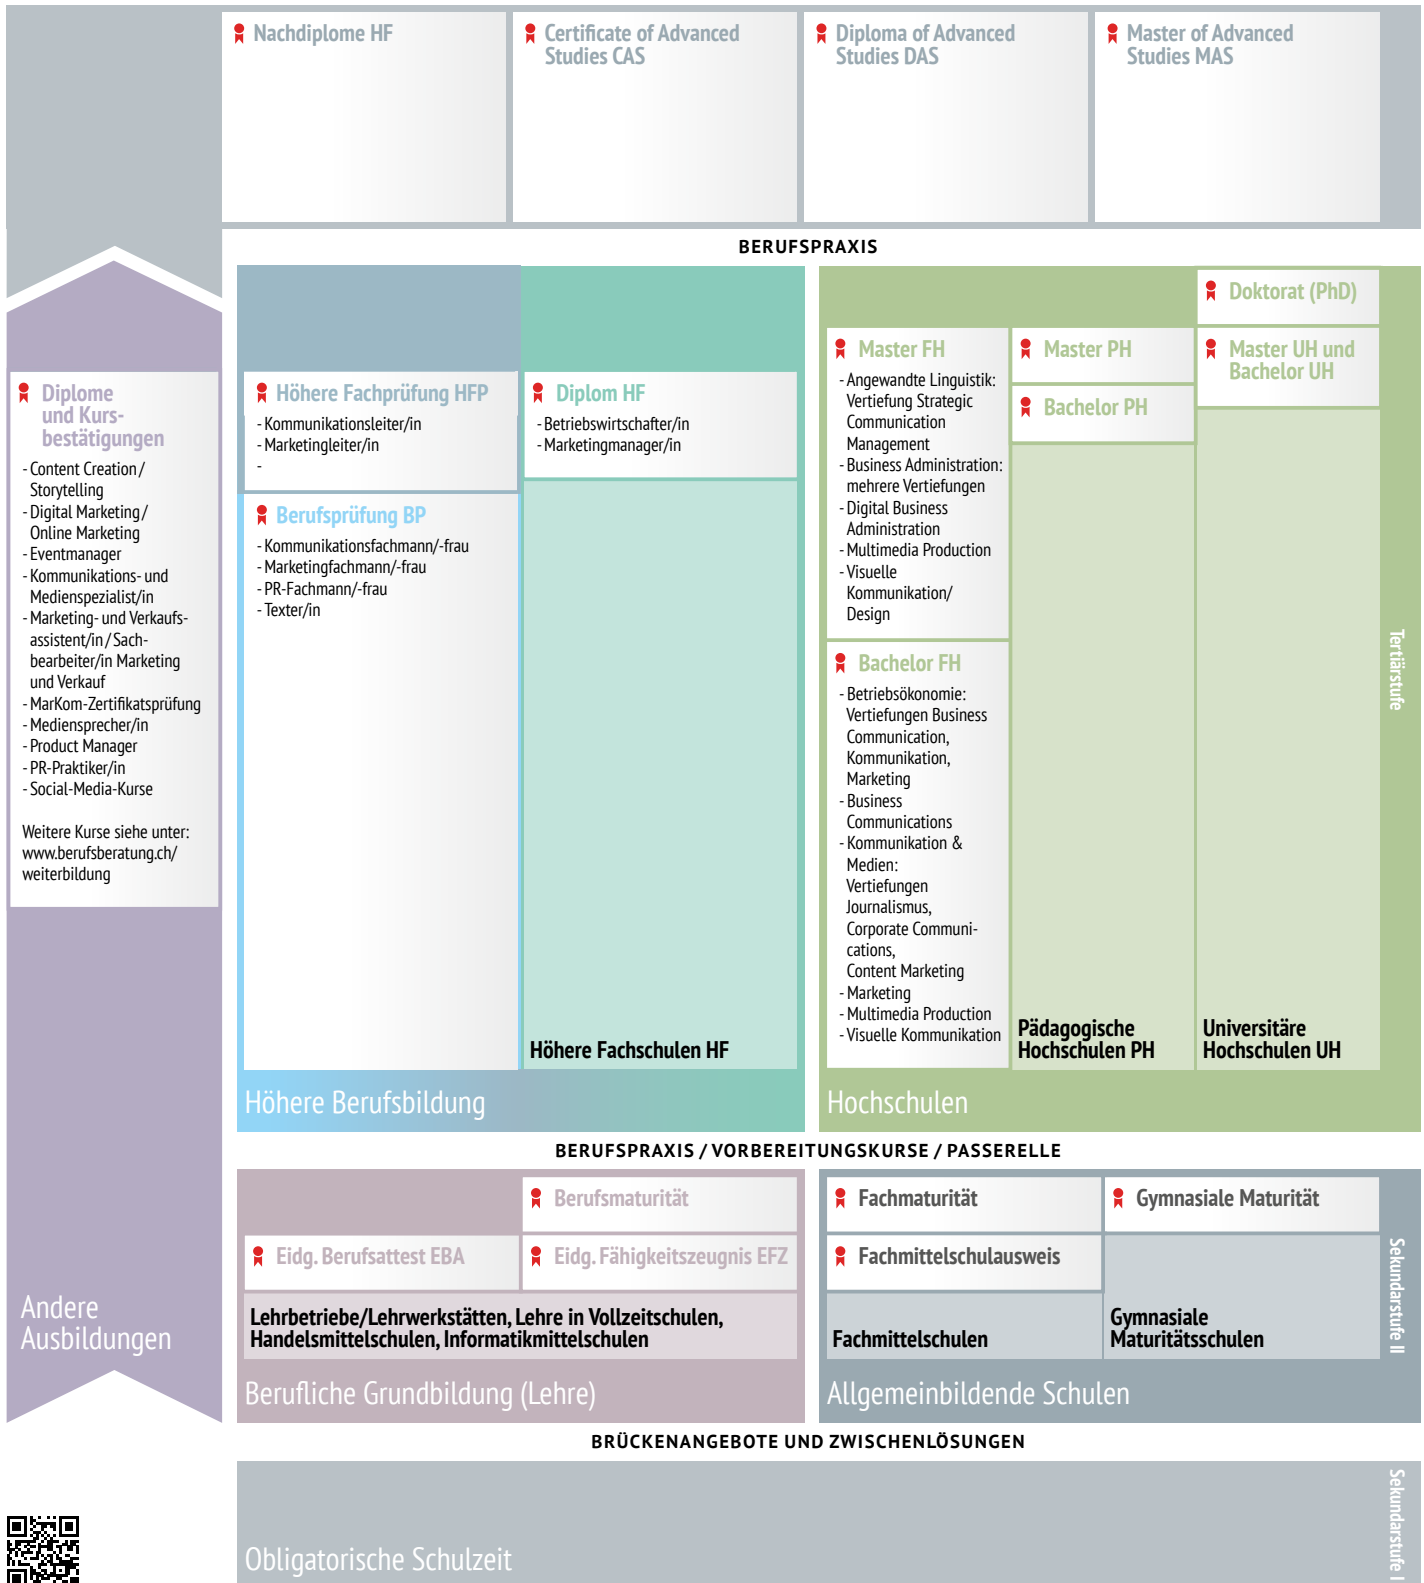 Nachdiplome HF
Certificate of Advanced
Studies CAS
Diploma of Advanced
Studies DAS
Master of Advanced
Studies MAS
BERUFSPRAXIS
Diplome
und Kurs-
bestätigungen
- Content Creation /
Storytelling
- Digital Marketing /
Online Marketing
- Eventmanager
- Kommunikations- und
Medienspezialist/in
- Marketing- und Verkaufs-
assistent/in / Sach-
bearbeiter/in Marketing
und Verkauf
- MarKom-Zertifikatsprüfung
- Mediensprecher/in
- Product Manager
- PR-Praktiker/in
- Social-Media-Kurse
Weitere Kurse siehe unter:
www.berufsberatung.ch/
weiterbildung
Andere
Ausbildungen
Höhere Fachprüfung HFP
- Kommunikationsleiter/in
- Marketingleiter/in
-
Berufsprüfung BP
- Kommunikationsfachmann/-frau
- Marketingfachmann/-frau
- PR-Fachmann/-frau
- Texter/in
Diplom HF
- Betriebswirtschafter/in
- Marketingmanager/in
Höhere Fachschulen HF
Höhere Berufsbildung
Master FH
- Angewandte Linguistik:
Vertiefung Strategic
Communication
Management
- Business Administration:
mehrere Vertiefungen
- Digital Business
Administration
- Multimedia Production
- Visuelle
Kommunikation/
Design
Bachelor FH
- Betriebsökonomie:
Vertiefungen Business
Communication,
Kommunikation,
Marketing
- Business
Communications
- Kommunikation &
Medien:
Vertiefungen
Journalismus,
Corporate Communi-
cations,
Content Marketing
- Marketing
- Multimedia Production
- Visuelle Kommunikation
Master PH
Bachelor PH
Pädagogische
Hochschulen PH
Doktorat (PhD)
Master UH und
Bachelor UH
Universitäre
Hochschulen UH
Hochschulen
Tertiärstufe
BERUFSPRAXIS / VORBEREITUNGSKURSE / PASSERELLE
Berufsmaturität
Eidg. Berufsattest EBA
Eidg. Fähigkeitszeugnis EFZ
Lehrbetriebe/Lehrwerkstätten, Lehre in Vollzeitschulen,
Handelsmittelschulen, Informatikmittelschulen
Berufliche Grundbildung (Lehre)
Fachmaturität
Gymnasiale Maturität
Fachmittelschulausweis
Fachmittelschulen
Gymnasiale
Maturitätsschulen
Allgemeinbildende Schulen
Sekundarstufe II
BRÜCKENANGEBOTE UND ZWISCHENLÖSUNGEN
Obligatorische Schulzeit
Sekundarstufe I